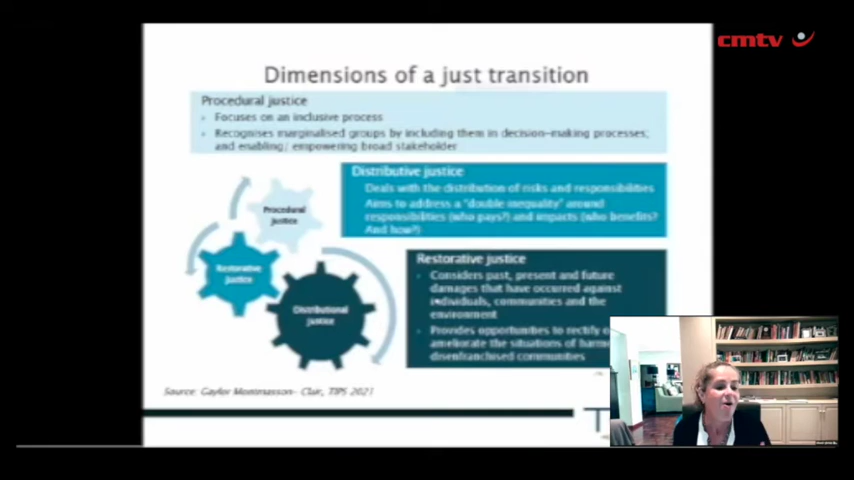 cmtv
Dimensions of a just transition
Procedural justice
Focuses on an inclusive process
Recognises marginalised groups by including them in decision-making processes;
and enabling/ empowering broad stakeholder
Distributive justice
Deals with the distribution of risks and responsibilities
Aims to address a "double inequality" around
responsibilities (who pays?) and impacts (who benefits?
And how?)
Restorative justice
Considers past, present and future
damages that have occurred against
individuals, communities and the
environment
Provides opportunities to rectify
ameliorate the situations of
disenfranchised communities
Procedural
Justice
Restorative
Justice
Distributional
Justice
Source: Gaylor Montmasson- Clair, TIPS 2021